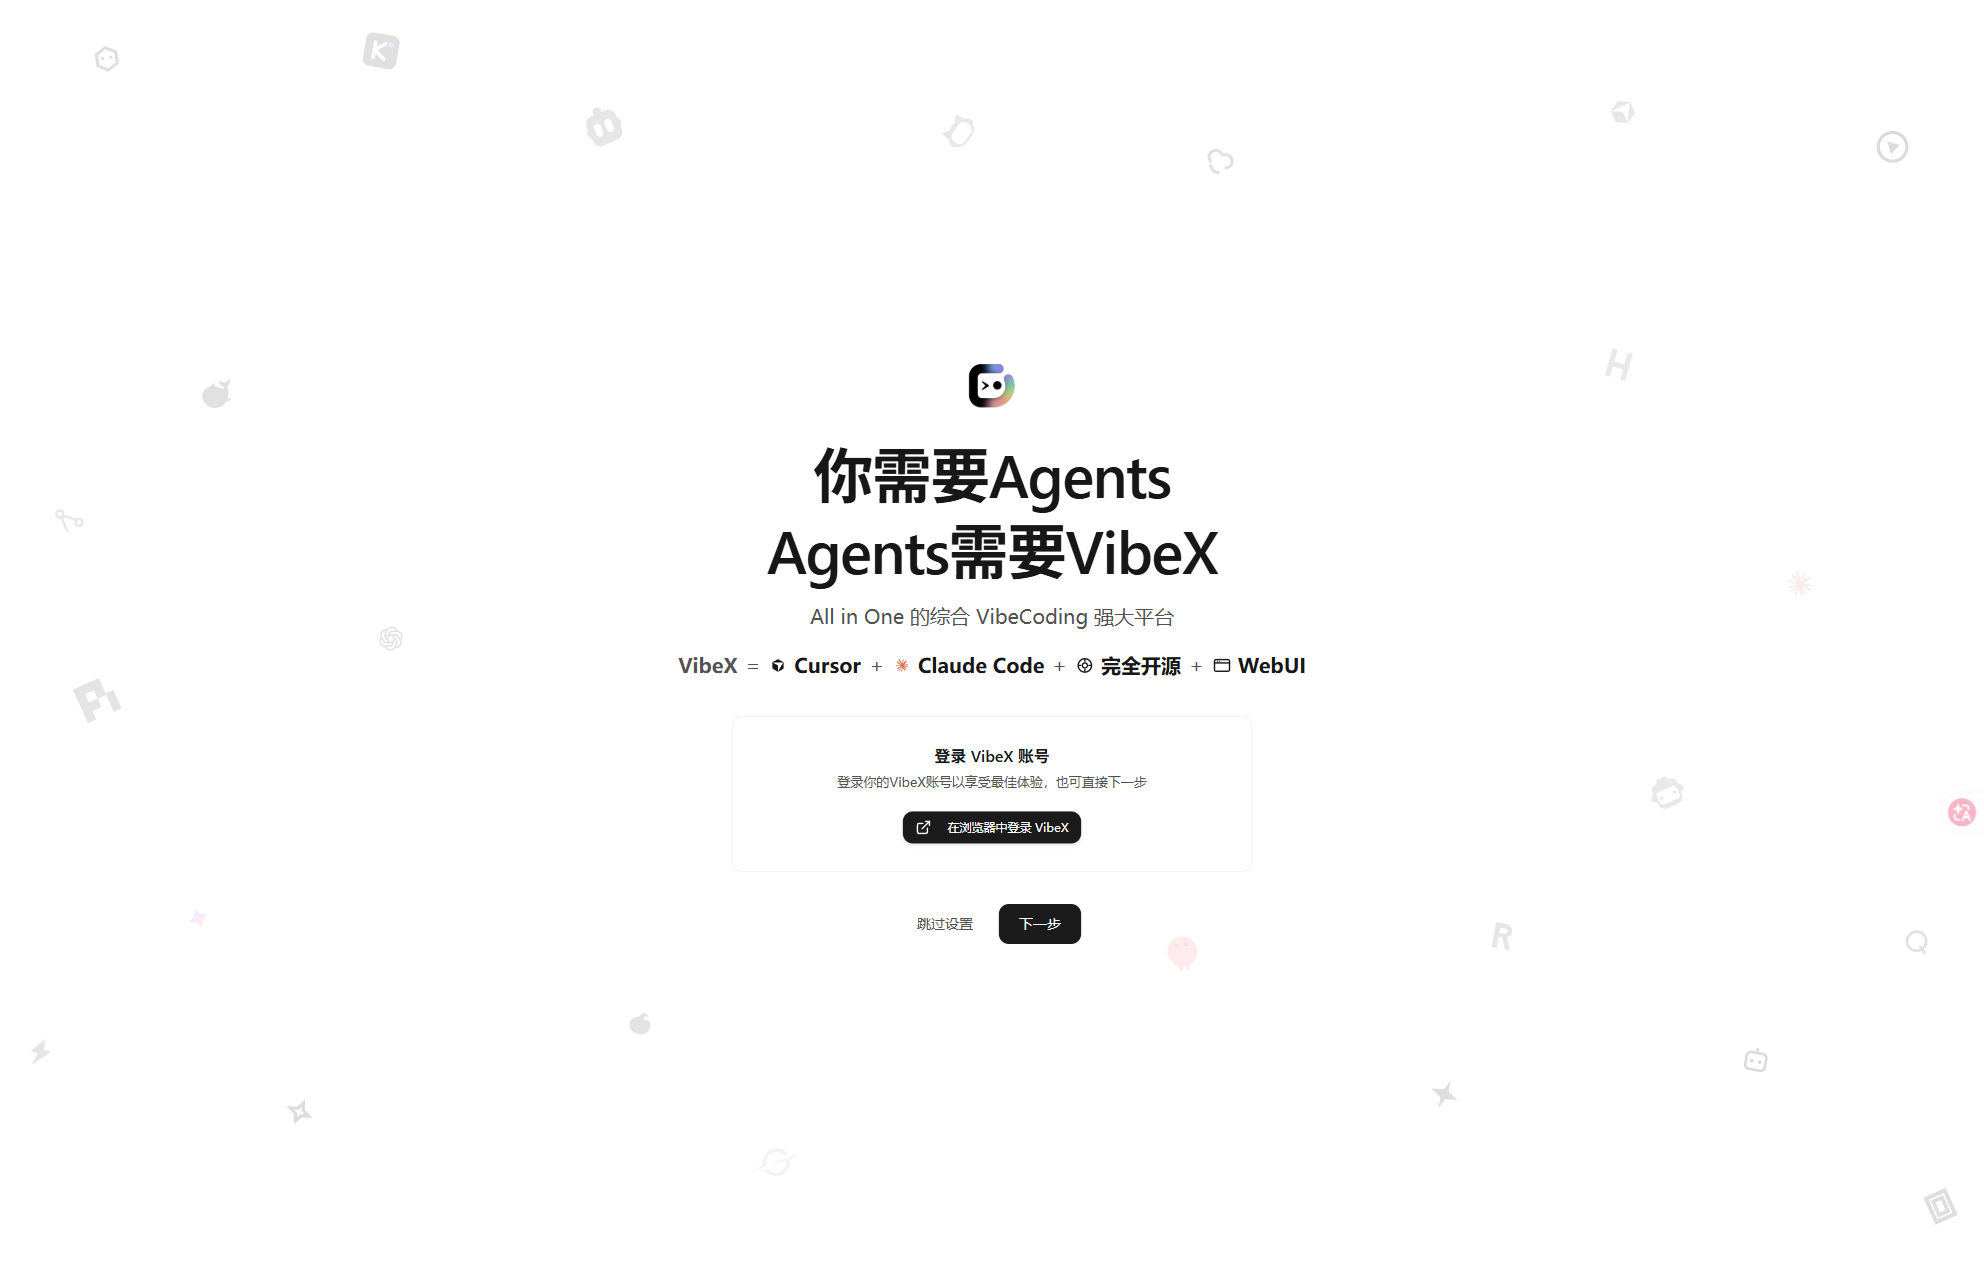 你需要Agents
Agents需要VibeX
All in One 的综合 VibeCoding 强大平台
VibeX = Cursor + Claude Code + 完全开源 + WebUI
登录 VibeX 账号
登录你的VibeX账号以享受最佳体验，也可直接下一步
在浏览器中登录 VibeX
跳过设置 下一步